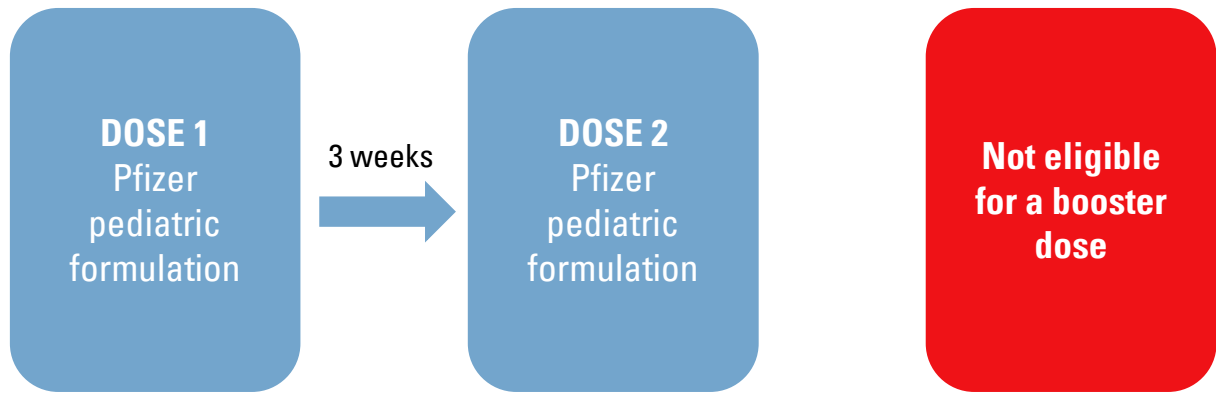 DOSE 1
Pfizer
pediatric
formulation
3 weeks
DOSE 2
Pfizer
pediatric
formulation
Not eligible
for a booster
dose